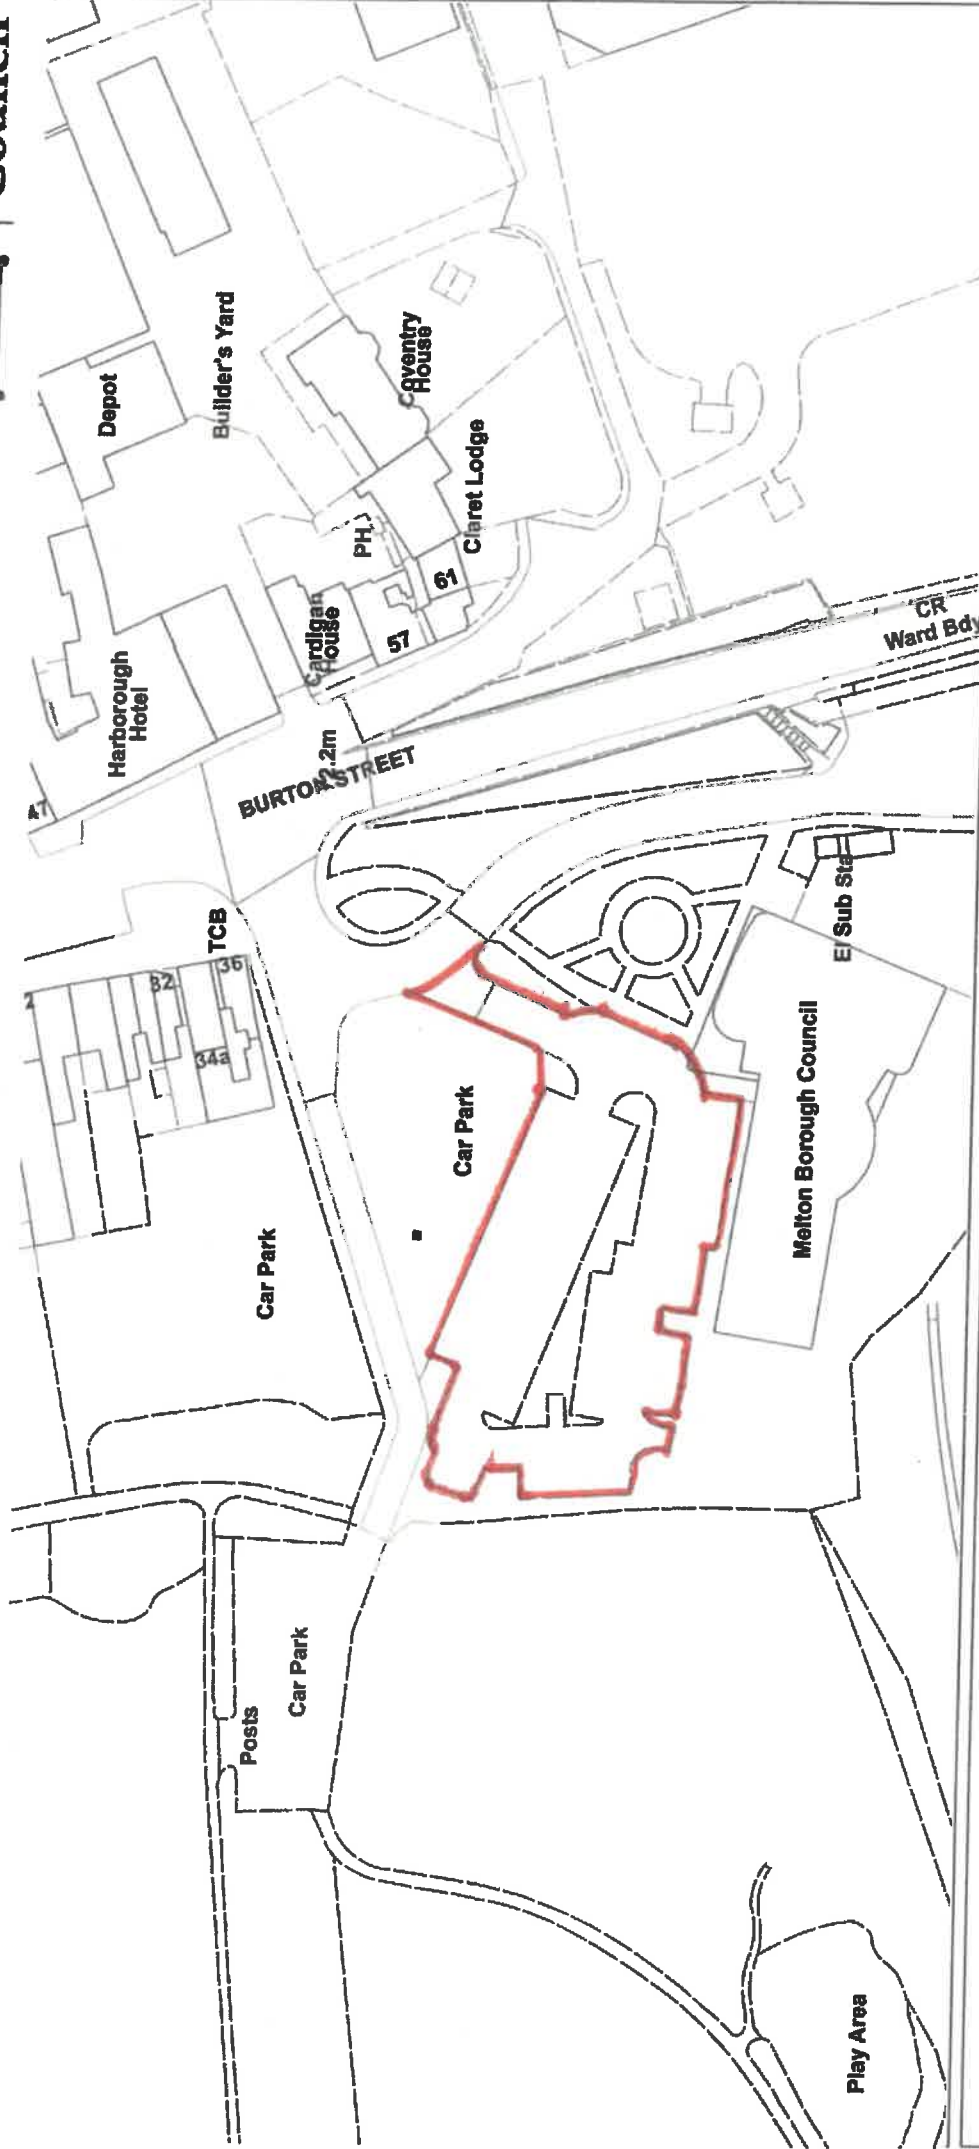 Council
Depot
Builder's Yard
Coventry
House
Claret Lodge
PH
61
57
Cardigan
House
Harborough
Hotel
47
2.2m
BURTON STREET
CR
Ward Bdy
TCB
36
32
34a
2
El Sub Sta
Car Park
Car Park
Melton Borough Council
Car Park
Posts
Play Area